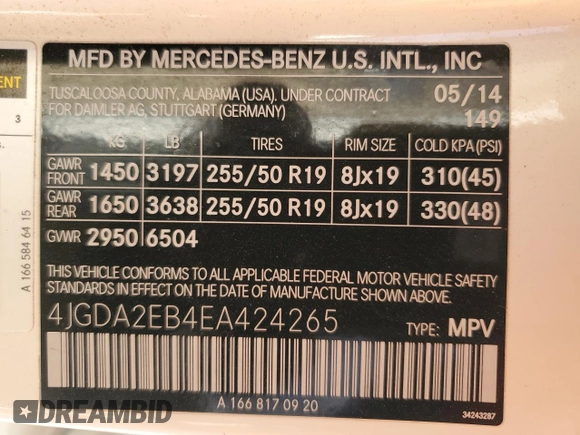 MFD BY MERCEDES-BENZ U.S. INTL., INC
TUSCALOOSA COUNTY, ALABAMA (USA). UNDER CONTRACT 05/14
FOR DAIMLER AG, STUTTGART (GERMANY) 149
KG LB TIRES RIM SIZE COLD KPA (PSI)
GAWR FRONT 1450 3197 255/50 R19 8Jx19 310(45)
GAWR REAR 1650 3638 255/50 R19 8Jx19 330(48)
GVWR 2950 6504
THIS VEHICLE CONFORMS TO ALL APPLICABLE FEDERAL MOTOR VEHICLE SAFETY
STANDARDS IN EFFECT ON THE DATE OF MANUFACTURE SHOWN ABOVE.
4JGDA2EB4EA424265 TYPE: MPV
A 166 817 09 20
34243287
3
A 166 584 64 15
DREAMBID